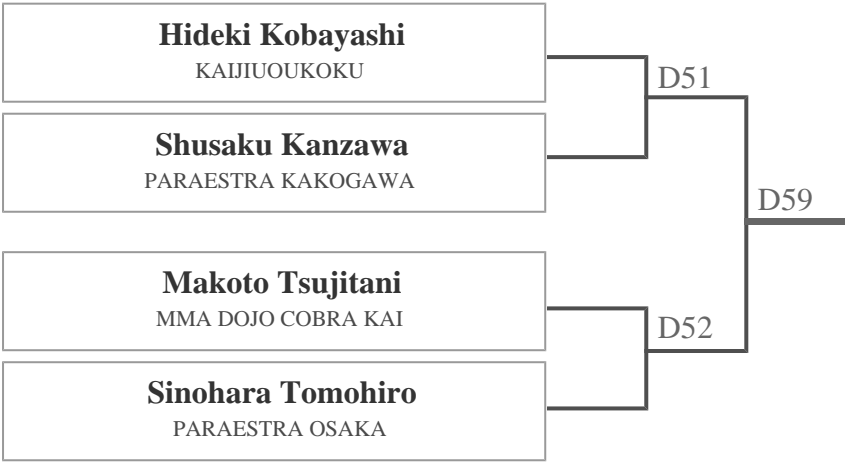 Hideki Kobayashi
KAIJIUOUKOKU
D51
Shusaku Kanzawa
PARAESTRA KAKOGAWA
D59
Makoto Tsujitani
MMA DOJO COBRA KAI
D52
Sinohara Tomohiro
PARAESTRA OSAKA